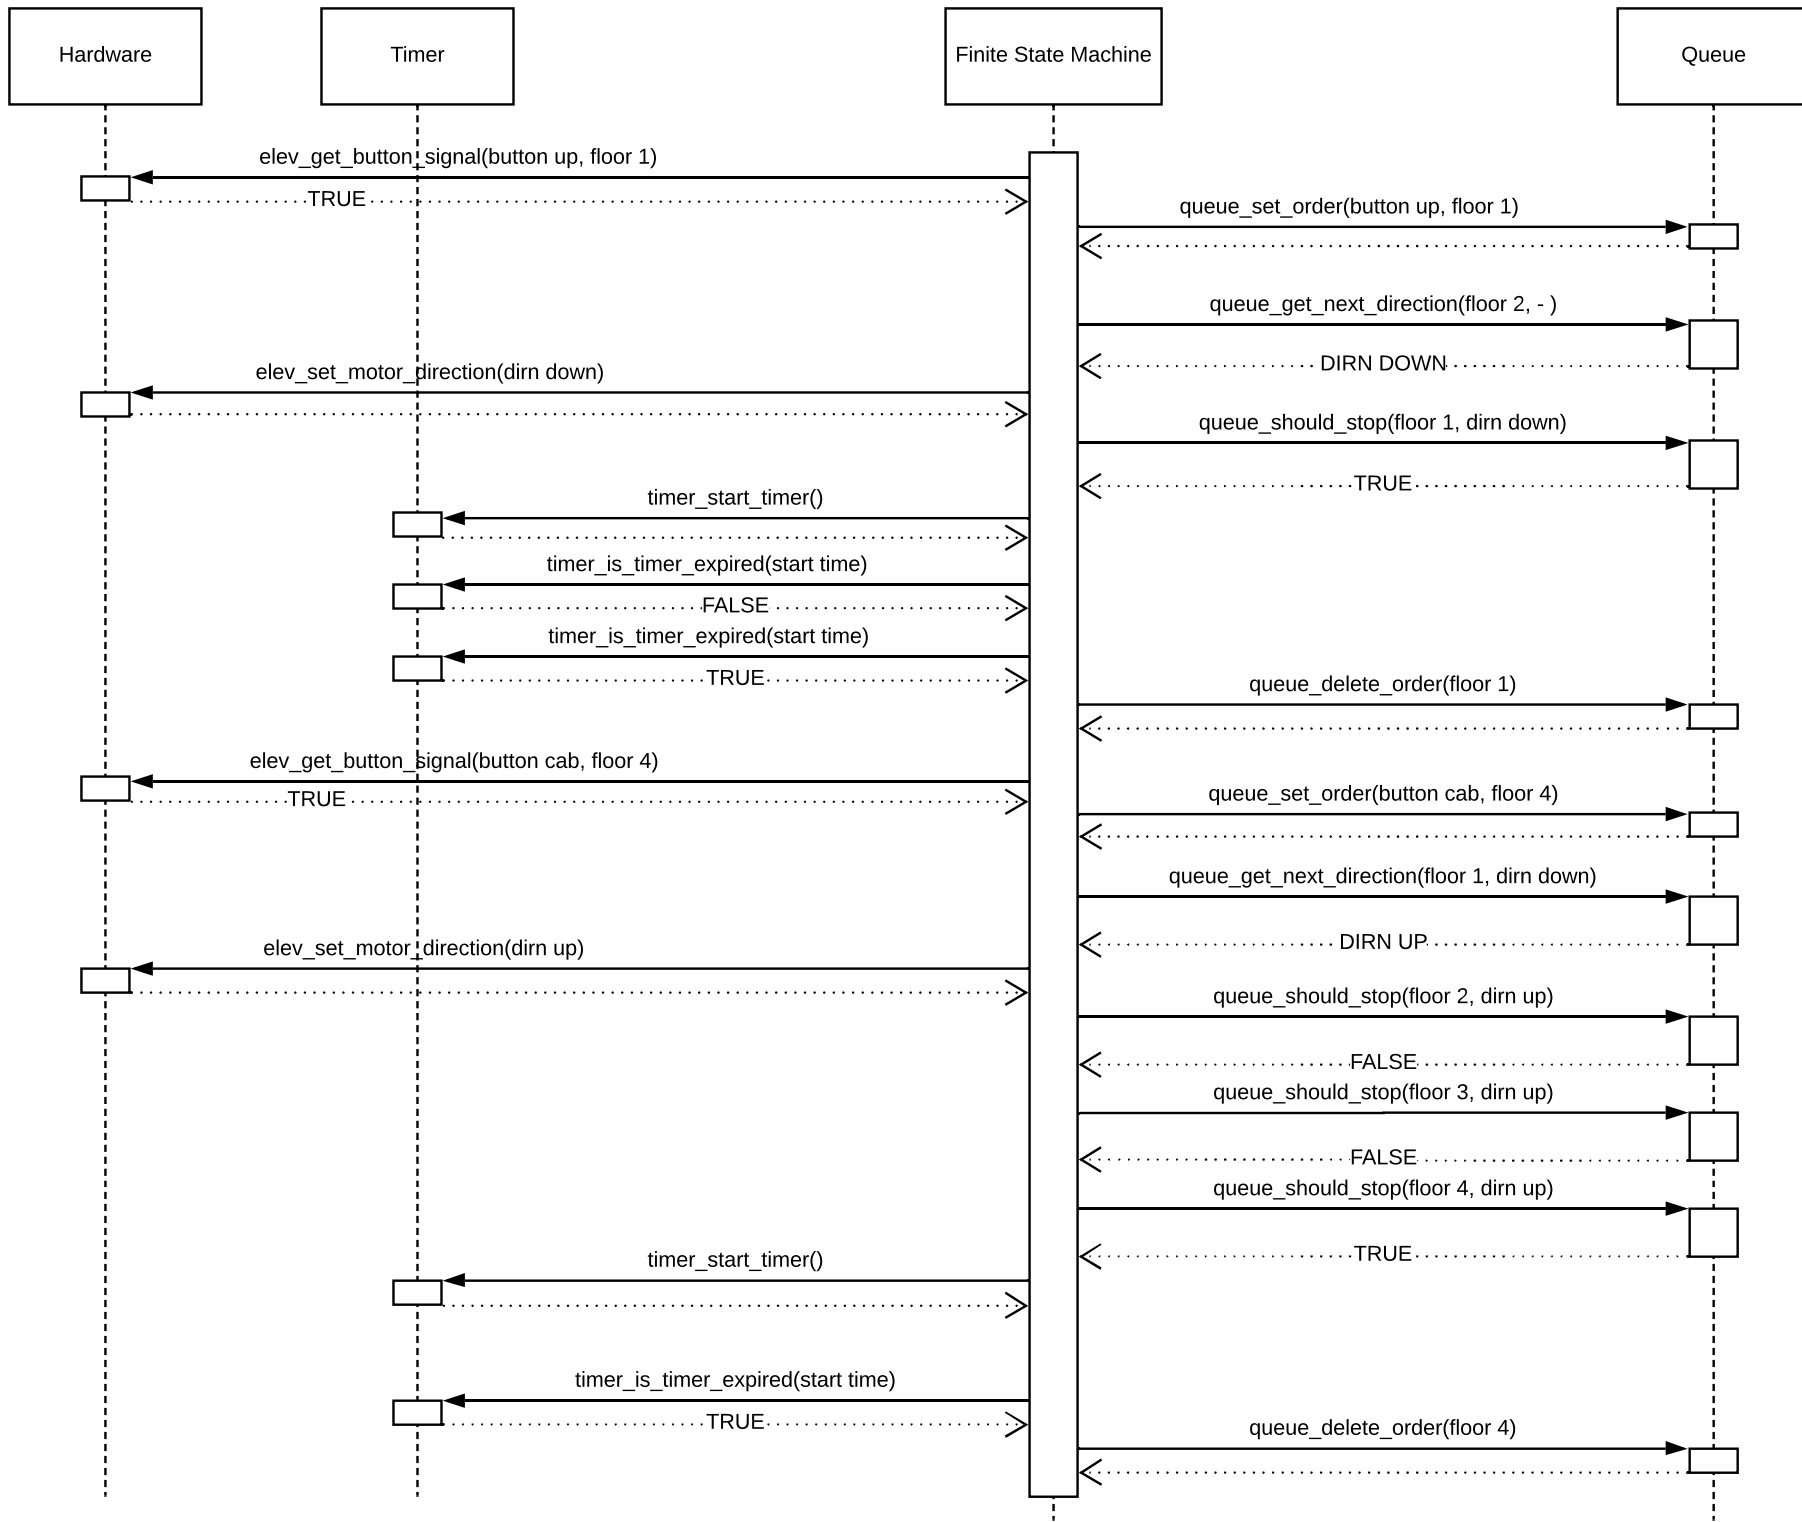 Hardware
Timer
Finite State Machine
Queue
elev_get_button_signal(button up, floor 1)
TRUE
queue_set_order(button up, floor 1)
queue_get_next_direction(floor 2, - )
DIRN DOWN
elev_set_motor_direction(dirn down)
queue_should_stop(floor 1, dirn down)
TRUE
timer_start_timer()
timer_is_timer_expired(start time)
FALSE
timer_is_timer_expired(start time)
TRUE
queue_delete_order(floor 1)
elev_get_button_signal(button cab, floor 4)
TRUE
queue_set_order(button cab, floor 4)
queue_get_next_direction(floor 1, dirn down)
DIRN UP
elev_set_motor_direction(dirn up)
queue_should_stop(floor 2, dirn up)
FALSE
queue_should_stop(floor 3, dirn up)
FALSE
queue_should_stop(floor 4, dirn up)
TRUE
timer_start_timer()
timer_is_timer_expired(start time)
TRUE
queue_delete_order(floor 4)